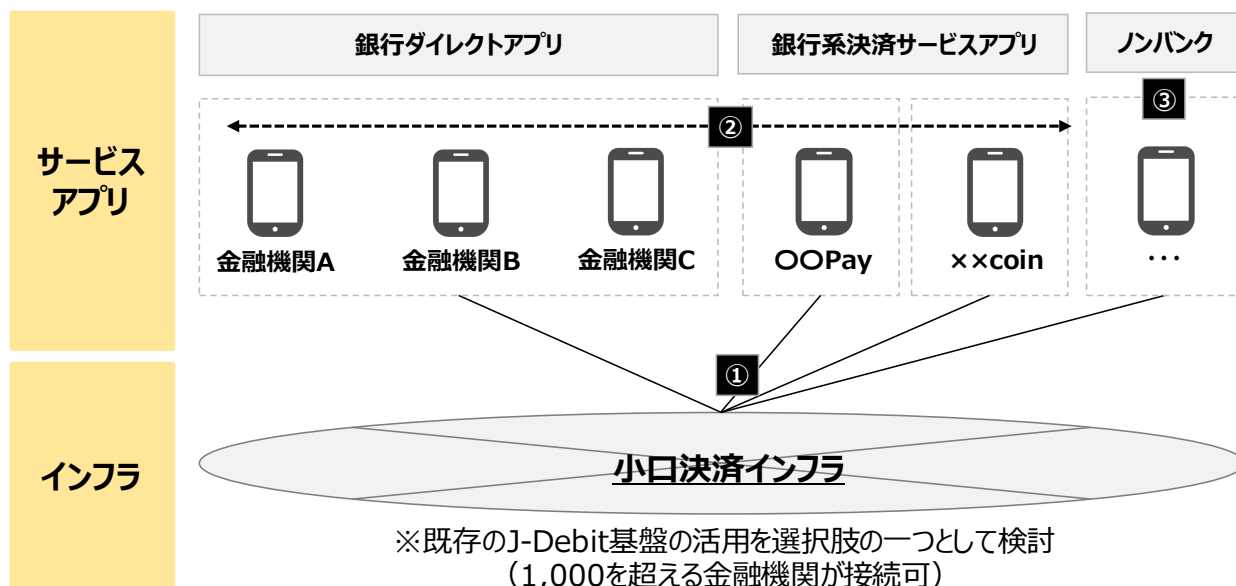 銀行ダイレクトアプリ
銀行系決済サービスアプリ
ノンバンク
サービス
アプリ
②
③
金融機関A
金融機関B
金融機関C
〇〇Pay
××coin
…
①
インフラ
小口決済インフラ
※既存のJ-Debit基盤の活用を選択肢の一つとして検討
（1,000を超える金融機関が接続可）